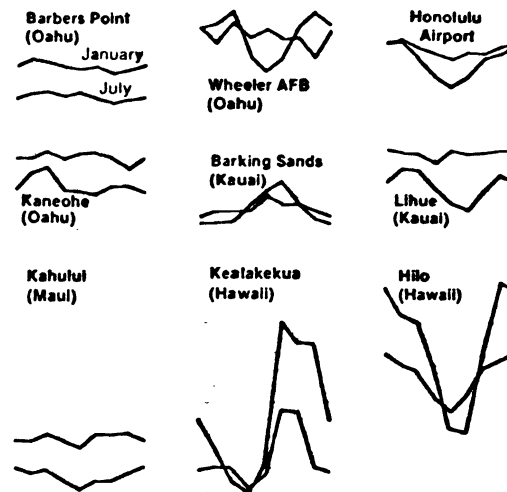 Barbers Point
(Oahu)
January
July
Wheeler AFB
(Oahu)
Honolulu
Airport
Kaneohe
(Oahu)
Barking Sands
(Kauai)
Lihue
(Kauai)
Kahului
(Maui)
Kealakekua
(Hawaii)
Hilo
(Hawaii)